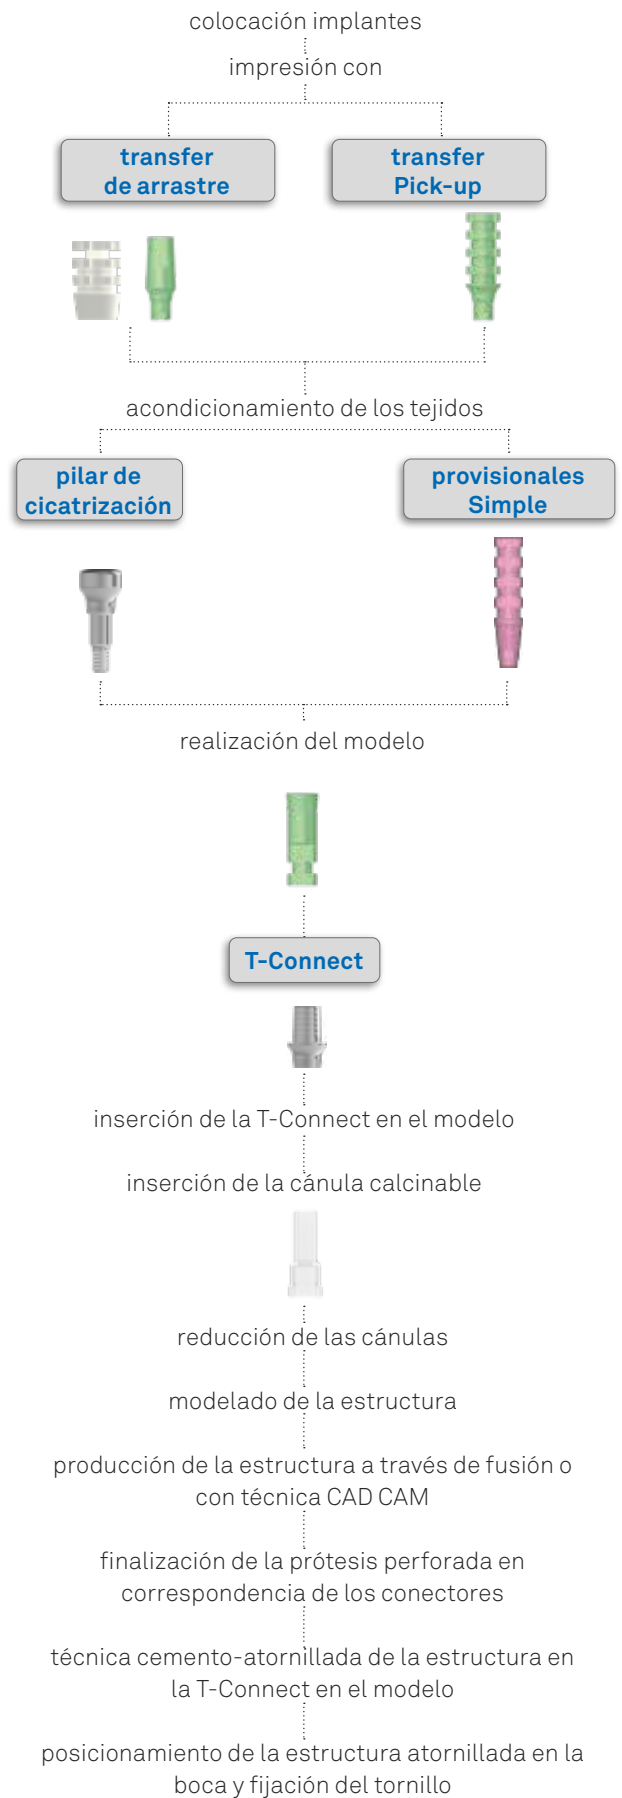 colocación implantes
impresión con
transfer
de arrastre
transfer
Pick-up
acondicionamiento de los tejidos
pilar de
cicatrización
provisionales
Simple
realización del modelo
T-Connect
inserción de la T-Connect en el modelo
inserción de la cánula calcinable
reducción de las cánulas
modelado de la estructura
producción de la estructura a través de fusión o
con técnica CAD CAM
finalización de la prótesis perforada en
correspondencia de los conectores
técnica cemento-atornillada de la estructura en
la T-Connect en el modelo
posicionamiento de la estructura atornillada en la
boca y fijación del tornillo